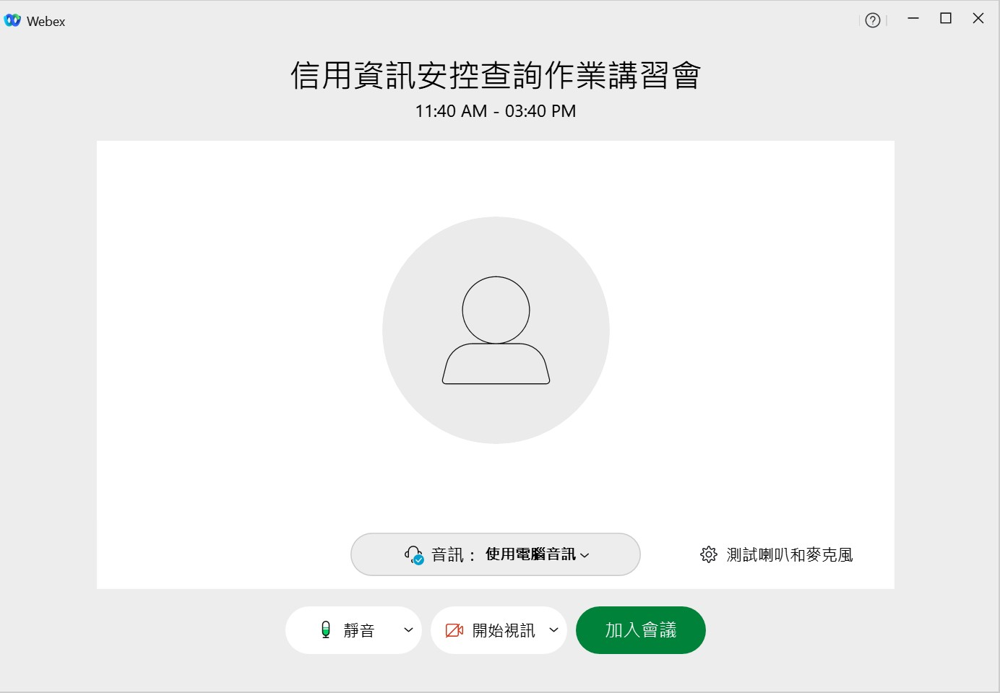 Webex
信用資訊安控查詢作業講習會
11:40 AM - 03:40 PM
音訊： 使用電腦音訊
測試喇叭和麥克風
靜音
開始視訊
加入會議